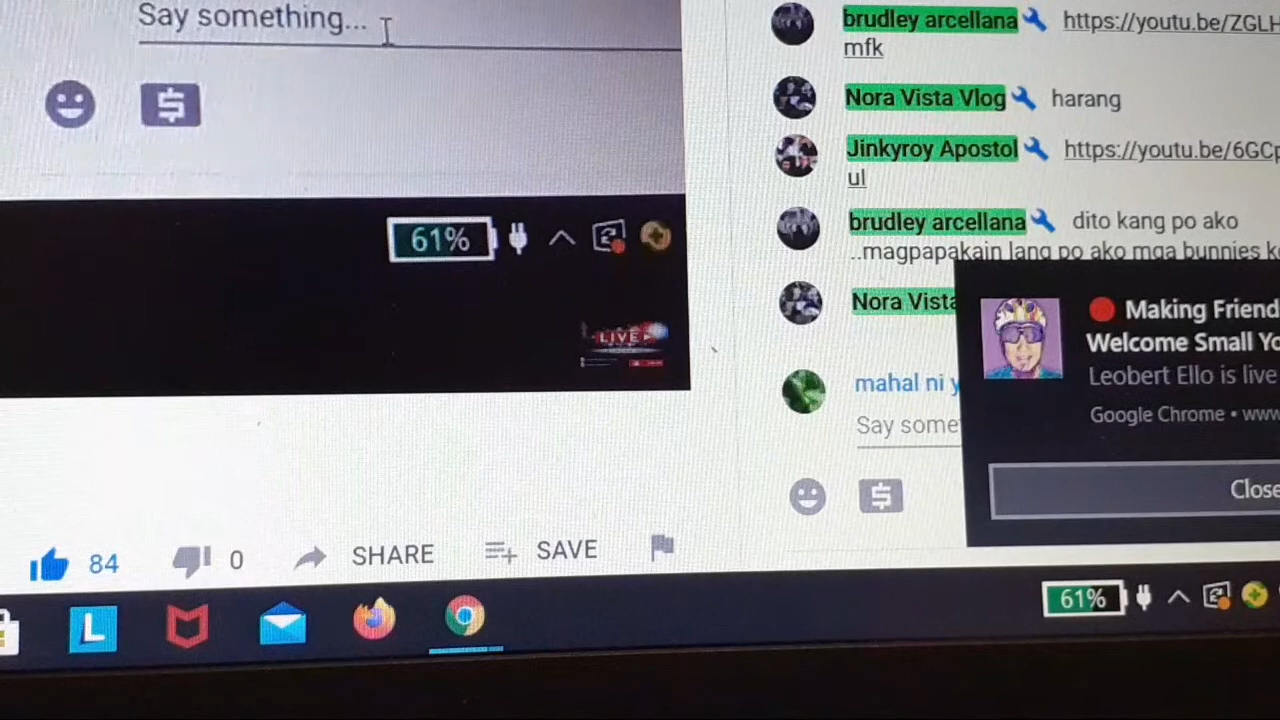 Say something...
61%
LIVE
brudley arcellana https://youtu.be/ZGLH
mfk
Nora Vista Vlog harang
Jinkyroy Apostol https://youtu.be/6GCp
ul
brudley arcellana dito kang po ako
..magpapakain lang po ako mga bunnies k
Nora Vista
mahal ni y
Say some
Making Friend
Welcome Small Yo
Leobert Ello is live
Google Chrome • www
Close
84 0 SHARE SAVE
L
61%